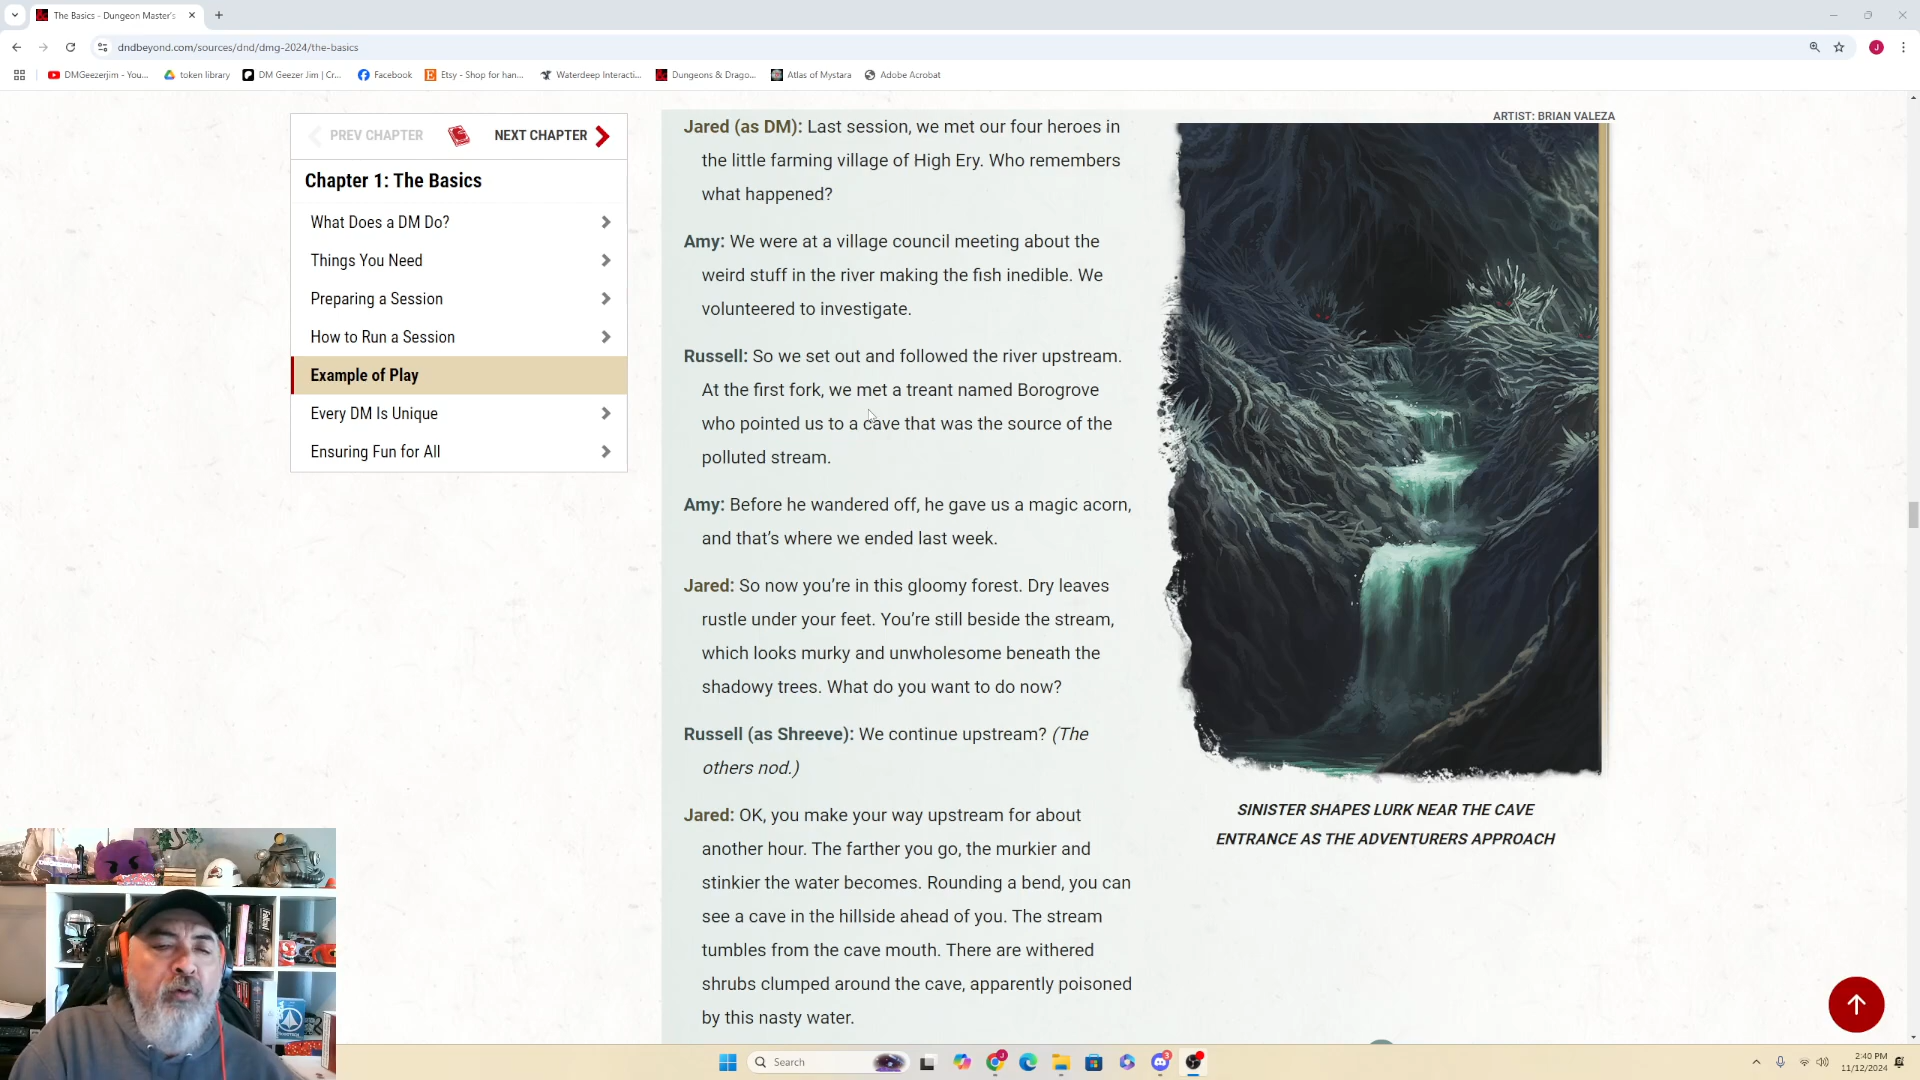 The Basics - Dungeon Master's
dndbeyond.com/sources/dnd/dmg-2024/the-basics
J
DMGeezerjim - You...
token library
DM Geezer Jim | Cr...
Facebook
Etsy - Shop for han...
Waterdeep Interacti...
Dungeons & Drago...
Atlas of Mystara
Adobe Acrobat
PREV CHAPTER
NEXT CHAPTER
Chapter 1: The Basics
What Does a DM Do?
Things You Need
Preparing a Session
How to Run a Session
Example of Play
Every DM Is Unique
Ensuring Fun for All
Jared (as DM): Last session, we met our four heroes in
the little farming village of High Ery. Who remembers
what happened?
Amy: We were at a village council meeting about the
weird stuff in the river making the fish inedible. We
volunteered to investigate.
Russell: So we set out and followed the river upstream.
At the first fork, we met a treant named Borogrove
who pointed us to a cave that was the source of the
polluted stream.
Amy: Before he wandered off, he gave us a magic acorn,
and that's where we ended last week.
Jared: So now you're in this gloomy forest. Dry leaves
rustle under your feet. You're still beside the stream,
which looks murky and unwholesome beneath the
shadowy trees. What do you want to do now?
Russell (as Shreeve): We continue upstream? (The
others nod.)
Jared: OK, you make your way upstream for about
another hour. The farther you go, the murkier and
stinkier the water becomes. Rounding a bend, you can
see a cave in the hillside ahead of you. The stream
tumbles from the cave mouth. There are withered
shrubs clumped around the cave, apparently poisoned
by this nasty water.
ARTIST: BRIAN VALEZA
SINISTER SHAPES LURK NEAR THE CAVE
ENTRANCE AS THE ADVENTURERS APPROACH
Search
2:40 PM
11/12/2024